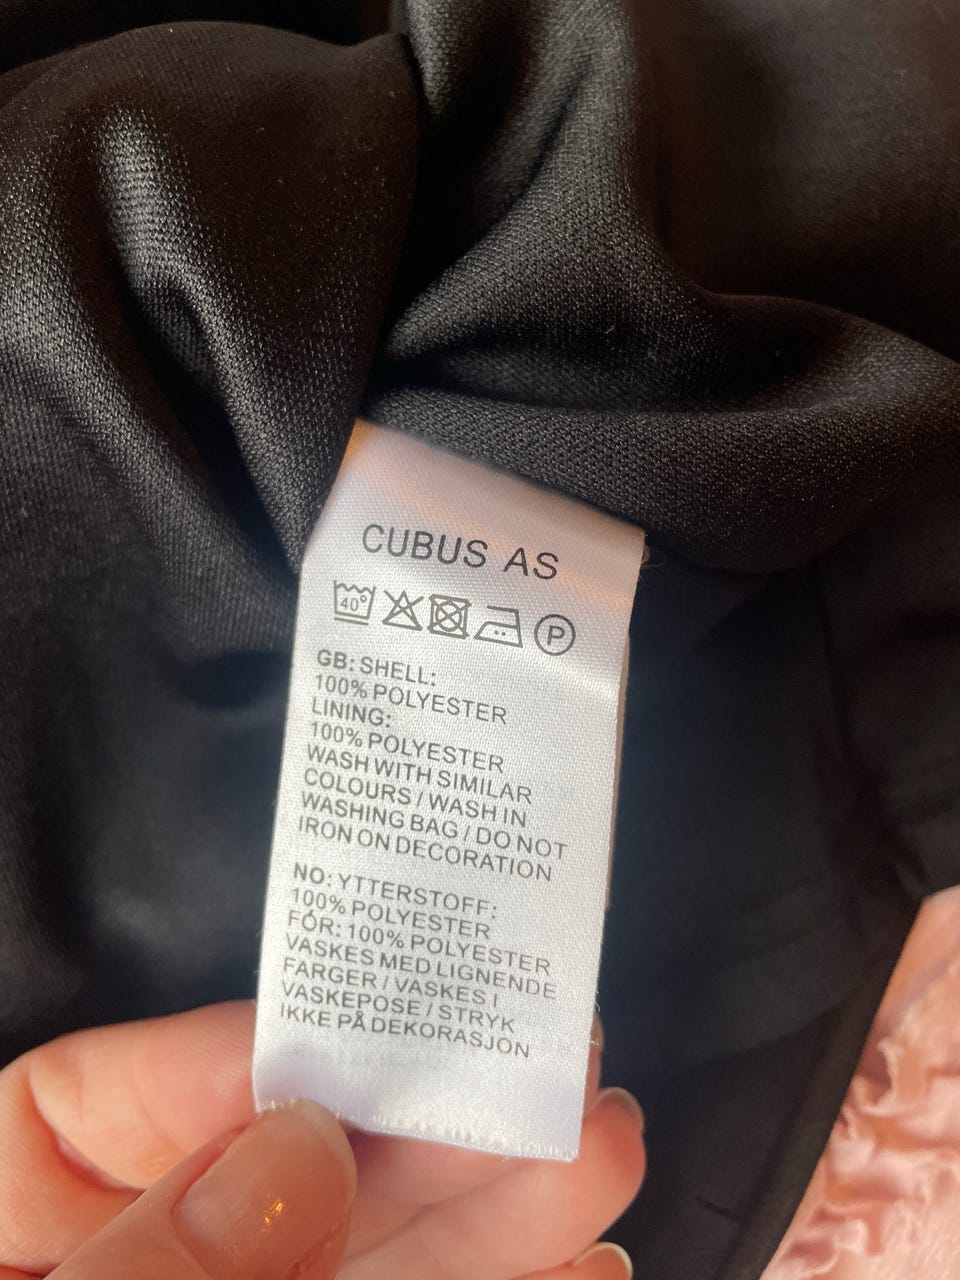 CUBUS AS
40° P
GB: SHELL:
100% POLYESTER
LINING:
100% POLYESTER
WASH WITH SIMILAR
COLOURS / WASH IN
WASHING BAG / DO NOT
IRON ON DECORATION
NO: YTTERSTOFF:
100% POLYESTER
FÓR: 100% POLYESTER
VASKES MED LIGNENDE
FARGER / VASKES I
VASKEPOSE / STRYK
IKKE PÅ DEKORASJON